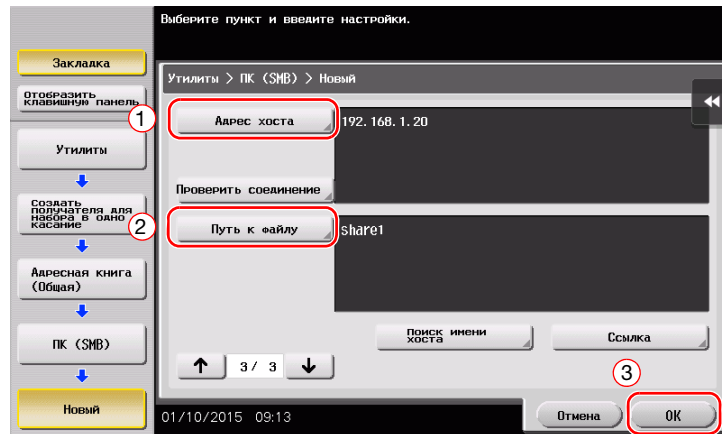 Выберите пункт и введите настройки.
Закладка
Отобразить
клавишную панель
Утилиты > ПК (SMB) > Новый
1
Адрес хоста
192.168.1.20
Утилиты
Проверить соединение
Создать
получателя для
набора в одно
касание
2
Путь к файлу
share1
Адресная книга
(Общая)
Поиск имени
хоста
Ссылка
ПК (SMB)
3/ 3
3
Новый
01/10/2015 09:13
Отмена
OK